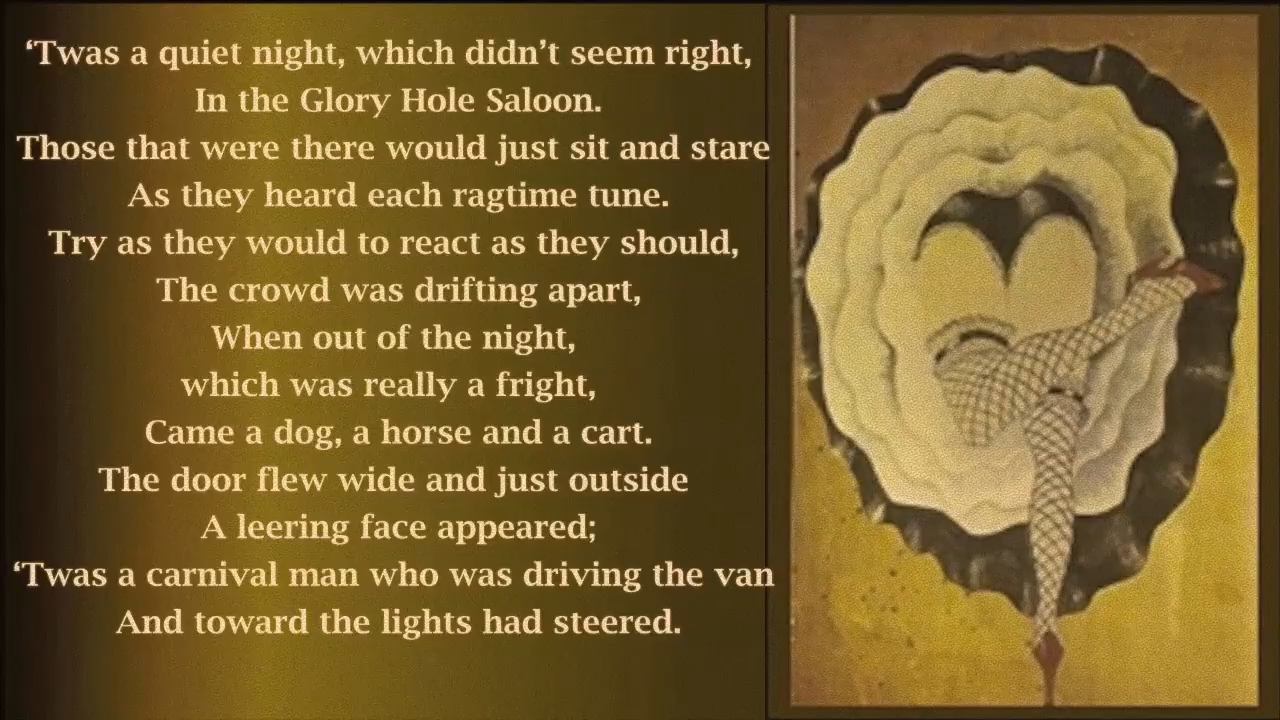 ‘Twas a quiet night, which didn’t seem right,
In the Glory Hole Saloon.
Those that were there would just sit and stare
As they heard each ragtime tune.
Try as they would to react as they should,
The crowd was drifting apart,
When out of the night,
which was really a fright,
Came a dog, a horse and a cart.
The door flew wide and just outside
A leering face appeared;
‘Twas a carnival man who was driving the van
And toward the lights had steered.